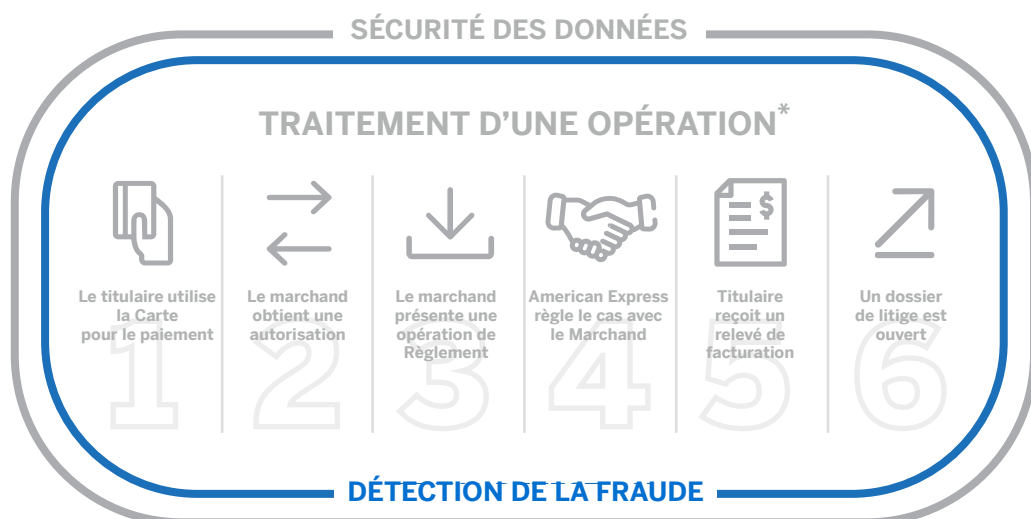 SÉCURITÉ DES DONNÉES
TRAITEMENT D'UNE OPÉRATION*
$
Le titulaire utilise
la Carte
pour le paiement
1
Le marchand
obtient une
autorisation
2
Le marchand
présente une
opération de
Règlement
3
American Express
règle le cas avec
le Marchand
4
Titulaire
reçoit un
relevé de
facturation
5
Un dossier
de litige est
ouvert
6
DÉTECTION DE LA FRAUDE